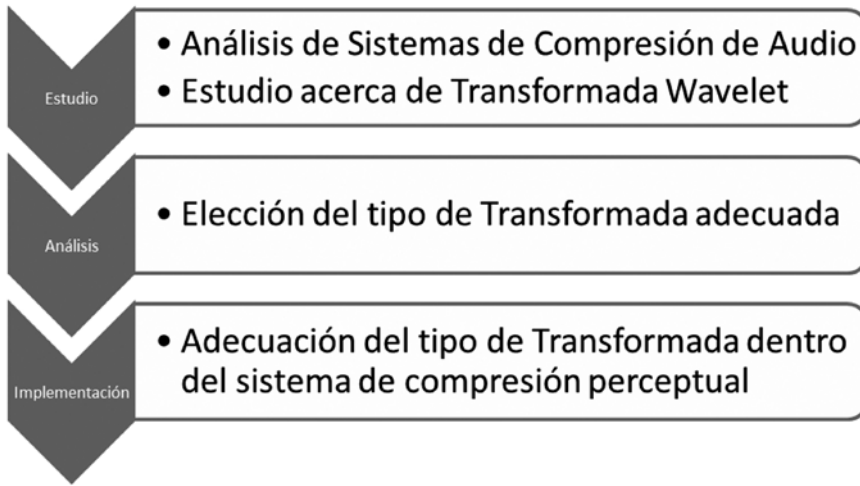 Estudio
• Análisis de Sistemas de Compresión de Audio
• Estudio acerca de Transformada Wavelet
Análisis
• Elección del tipo de Transformada adecuada
Implementación
• Adecuación del tipo de Transformada dentro
del sistema de compresión perceptual